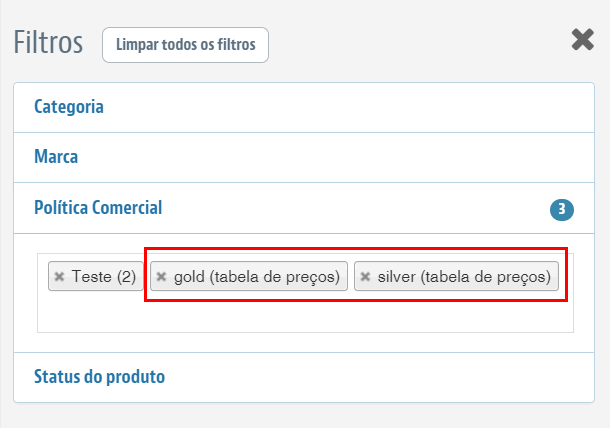 Filtros Limpar todos os filtros
Categoria
Marca
Política Comercial 3
Teste (2) gold (tabela de preços) silver (tabela de preços)
Status do produto